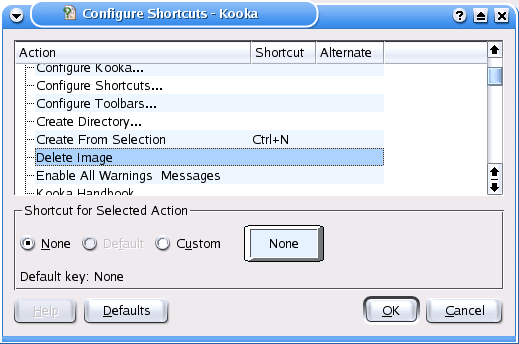 Configure Shortcuts - Kooka
Action Shortcut Alternate
Configure Kooka...
Configure Shortcuts...
Configure Toolbars...
Create Directory...
Create From Selection Ctrl+N
Delete Image
Enable All Warnings Messages
Kooka Handbook
Shortcut for Selected Action
None Default Custom None
Default key: None
Help Defaults OK Cancel